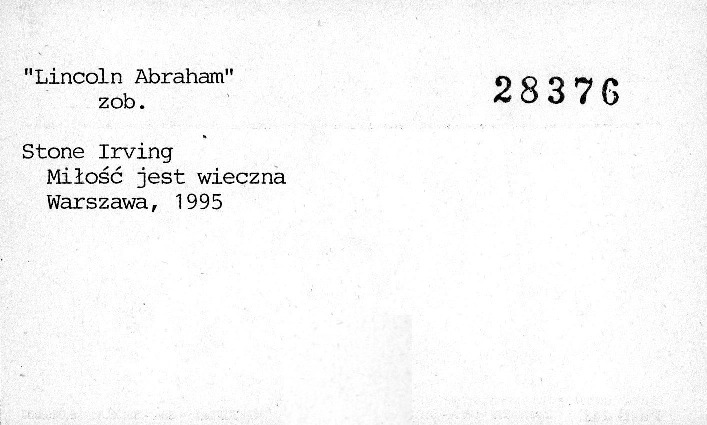 "Lincoln Abraham"
zob.
28376
Stone Irving
Miłość jest wieczna
Warszawa, 1995